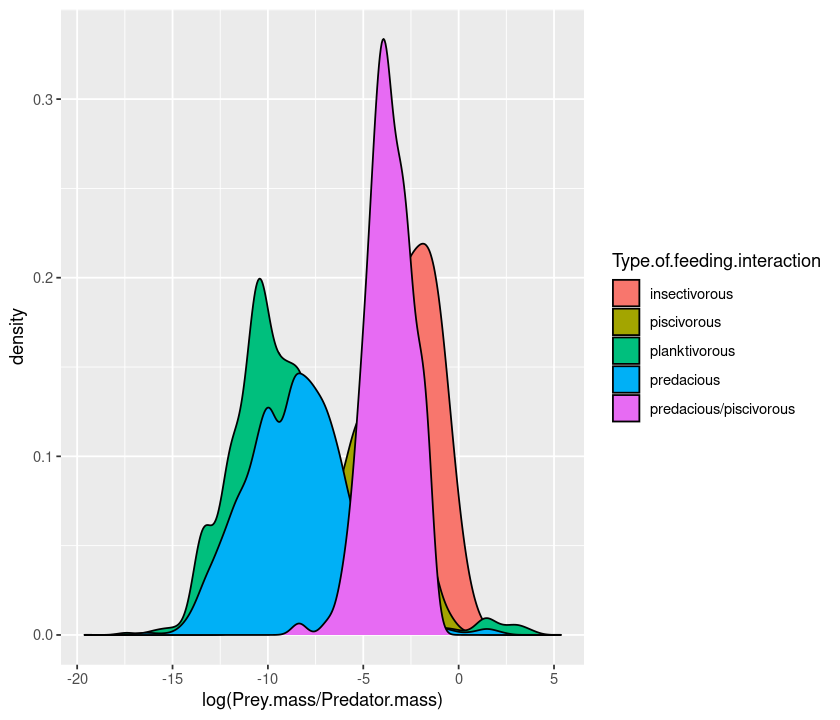 0.3
0.2
0.1
0.0
density
-20 -15 -10 -5 0 5
log(Prey.mass/Predator.mass)
Type.of.feeding.interaction
insectivorous
piscivorous
planktivorous
predacious
predacious/piscivorous